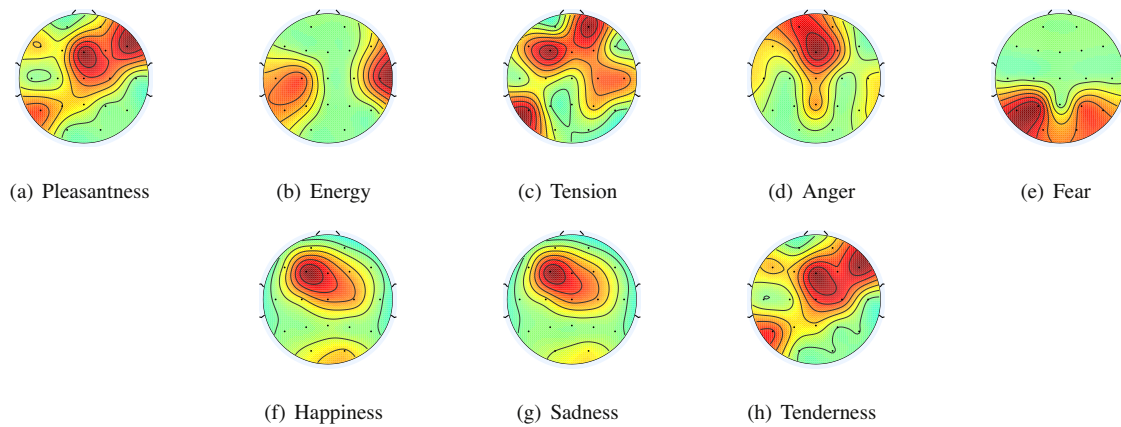 (a) Pleasantness
(b) Energy
(c) Tension
(d) Anger
(e) Fear
(f) Happiness
(g) Sadness
(h) Tenderness